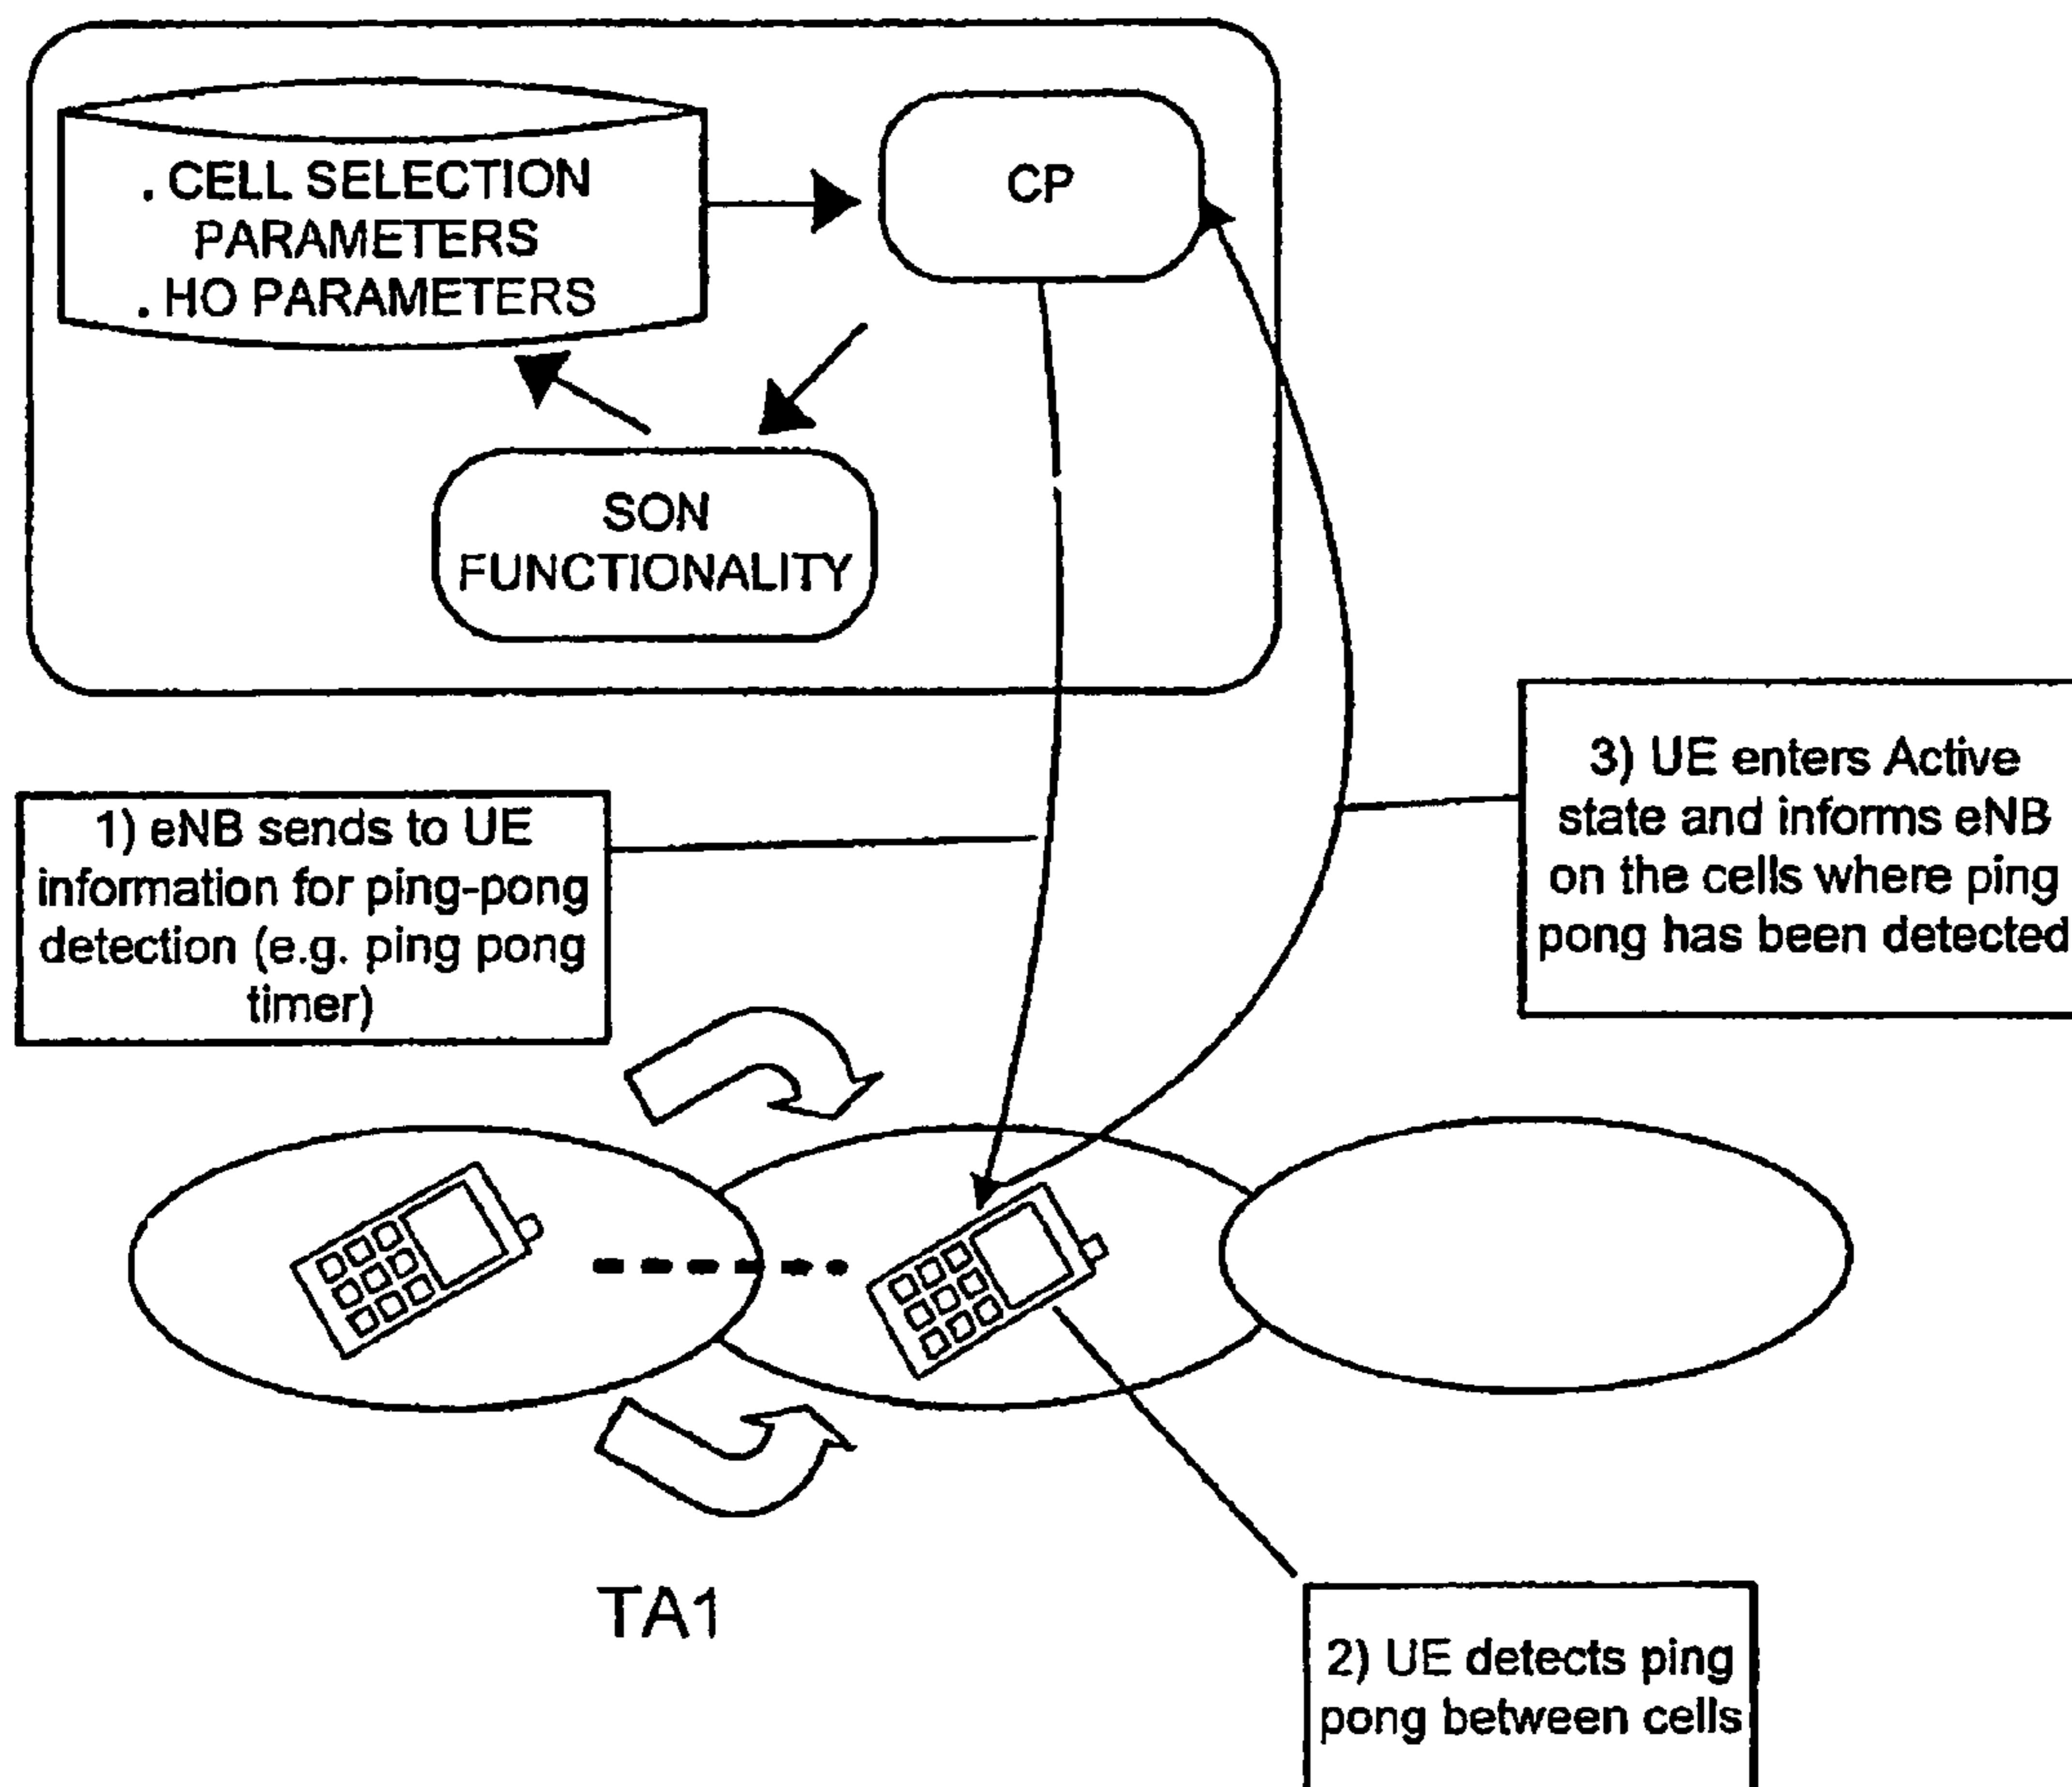 . CELL SELECTION
PARAMETERS
. HO PARAMETERS
CP
SON
FUNCTIONALITY
1) eNB sends to UE
information for ping-pong
detection (e.g. ping pong
timer)
3) UE enters Active
state and informs eNB
on the cells where ping
pong has been detected
TA1
2) UE detects ping
pong between cells